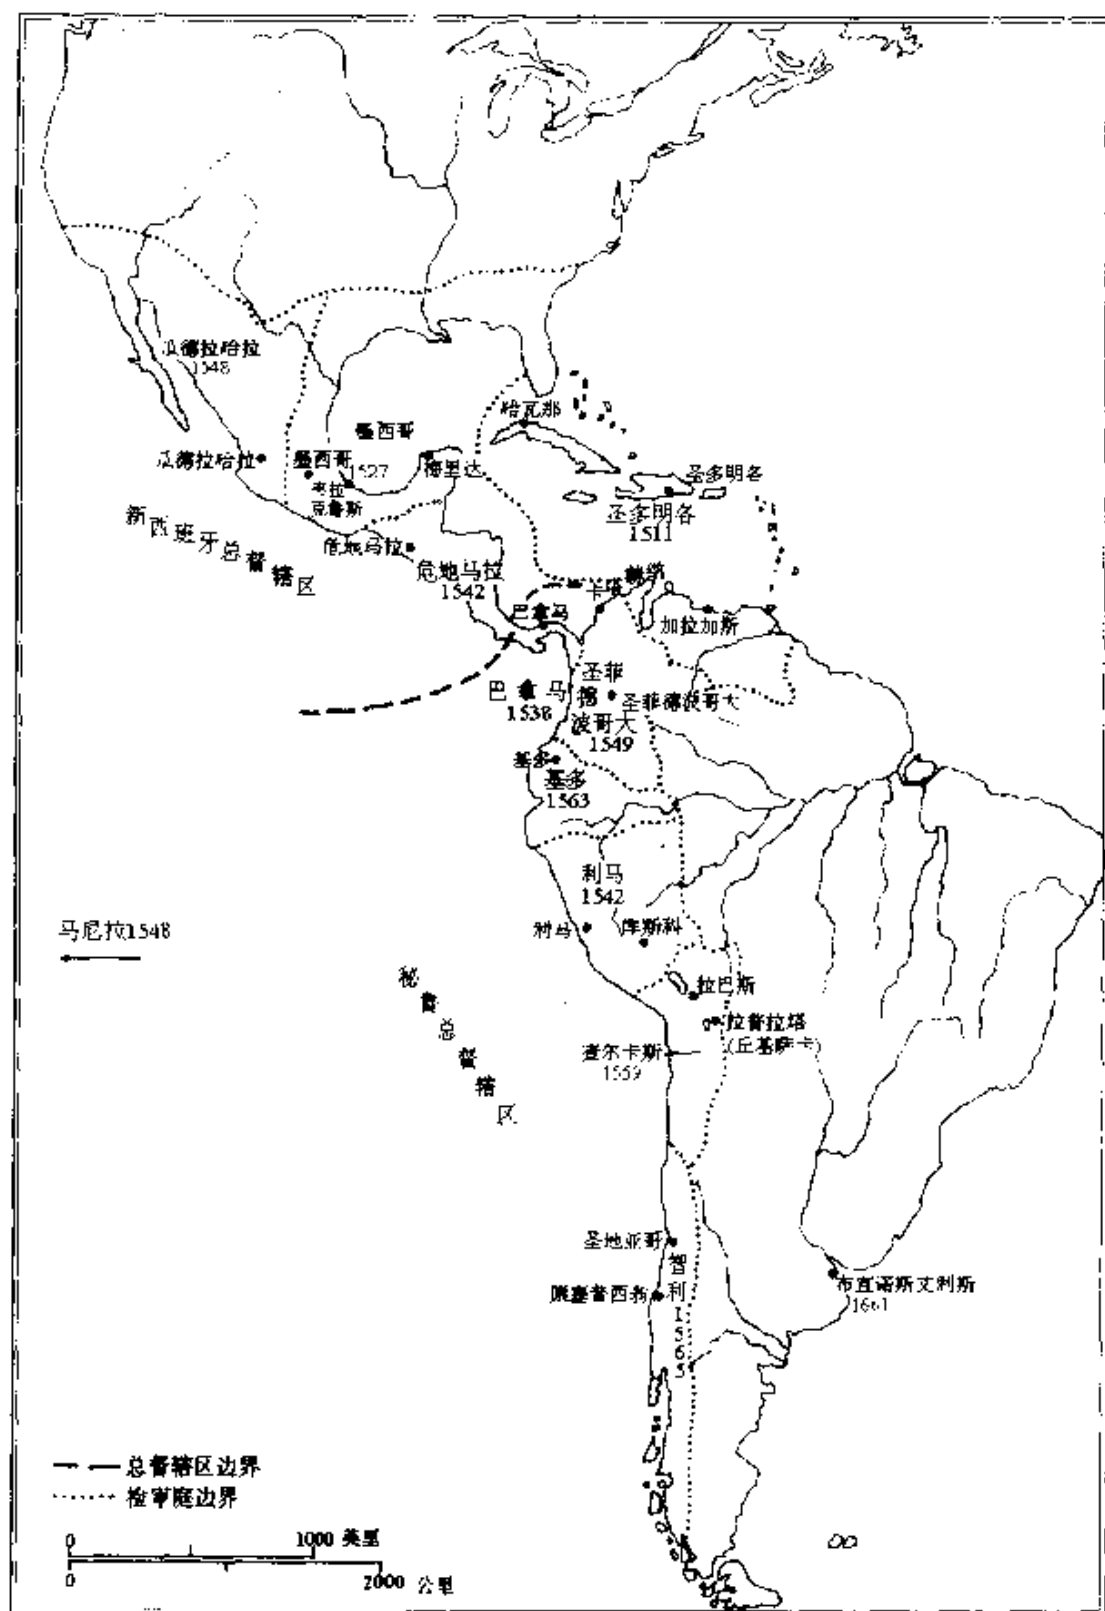 瓜德拉哈拉
1548
哈瓦那
墨西哥
瓜德拉哈拉
墨西哥
1527
梅里达
圣多明各
克鲁斯
圣多明各
1511
新西班牙总督辖区
危地马拉
危地马拉
1542
巴拿马
加拉加斯
巴拿马
1538
圣菲
德
波哥大
1549
圣菲德波哥大
基多
基多
1563
利马
1542
利马
库斯科
马尼拉1548
秘鲁总督辖区
拉巴斯
拉普拉塔
(丘基萨卡)
查尔卡斯
1559
圣地亚哥
智利
1565
康塞普西翁
布宜诺斯艾利斯
1661
总督辖区边界
检审庭边界
0 1000 英里
0 2000 公里